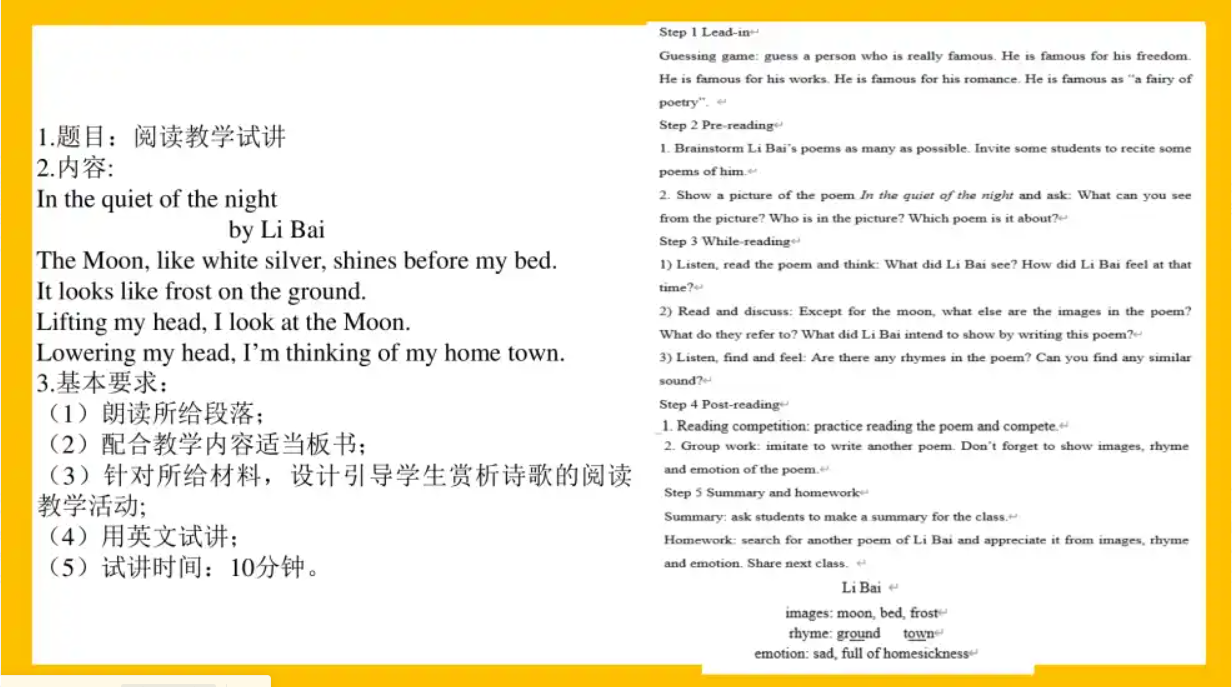 1.题目：阅读教学试讲
2.内容:
In the quiet of the night
by Li Bai
The Moon, like white silver, shines before my bed.
It looks like frost on the ground.
Lifting my head, I look at the Moon.
Lowering my head, I'm thinking of my home town.
3.基本要求：
（1）朗读所给段落；
（2）配合教学内容适当板书；
（3）针对所给材料，设计引导学生赏析诗歌的阅读
教学活动;
（4）用英文试讲；
（5）试讲时间：10分钟。
Step 1 Lead-in↵
Guessing game: guess a person who is really famous. He is famous for his freedom.
He is famous for his works. He is famous for his romance. He is famous as "a fairy of
poetry". ↵
Step 2 Pre-reading↵
1. Brainstorm Li Bai's poems as many as possible. Invite some students to recite some
poems of him.↵
2. Show a picture of the poem In the quiet of the night and ask: What can you see
from the picture? Who is in the picture? Which poem is it about?↵
Step 3 While-reading↵
1) Listen, read the poem and think: What did Li Bai see? How did Li Bai feel at that
time?↵
2) Read and discuss: Except for the moon, what else are the images in the poem?
What do they refer to? What did Li Bai intend to show by writing this poem?↵
3) Listen, find and feel: Are there any rhymes in the poem? Can you find any similar
sound?↵
Step 4 Post-reading↵
1. Reading competition: practice reading the poem and compete.↵
2. Group work: imitate to write another poem. Don't forget to show images, rhyme
and emotion of the poem.↵
Step 5 Summary and homework↵
Summary: ask students to make a summary for the class.↵
Homework: search for another poem of Li Bai and appreciate it from images, rhyme
and emotion. Share next class. ↵
Li Bai ↵
images: moon, bed, frost↵
rhyme: ground town↵
emotion: sad, full of homesickness↵